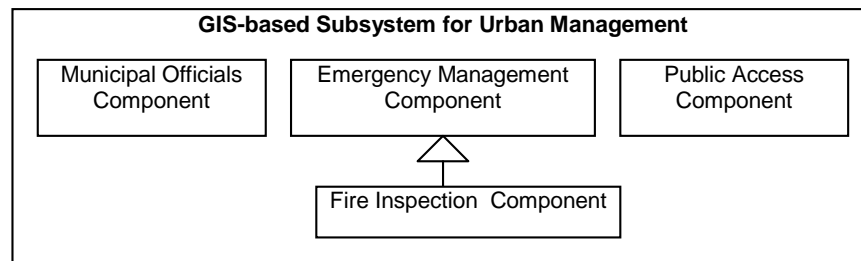 GIS-based Subsystem for Urban Management
Municipal Officials
Component
Emergency Management
Component
Public Access
Component
Fire Inspection Component